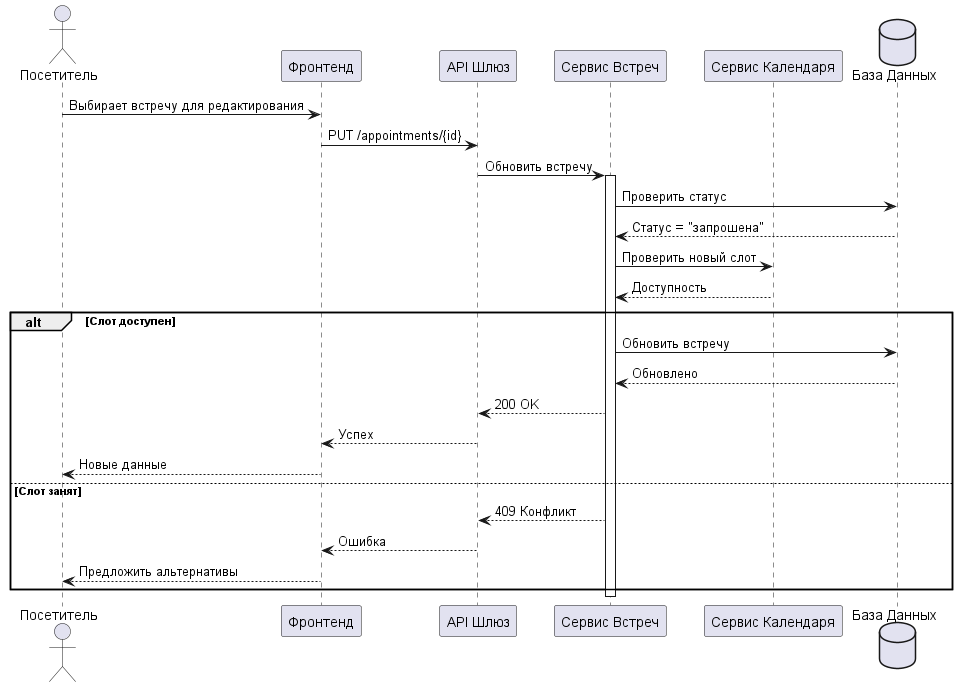 Посетитель
Фронтенд
API Шлюз
Сервис Встреч
Сервис Календаря
База Данных
Выбирает встречу для редактирования
PUT /appointments/{id}
Обновить встречу
Проверить статус
Статус = "запрошена"
Проверить новый слот
Доступность
alt [Слот доступен]
Обновить встречу
Обновлено
200 OK
Успех
Новые данные
[Слот занят]
409 Конфликт
Ошибка
Предложить альтернативы
Посетитель
Фронтенд
API Шлюз
Сервис Встреч
Сервис Календаря
База Данных